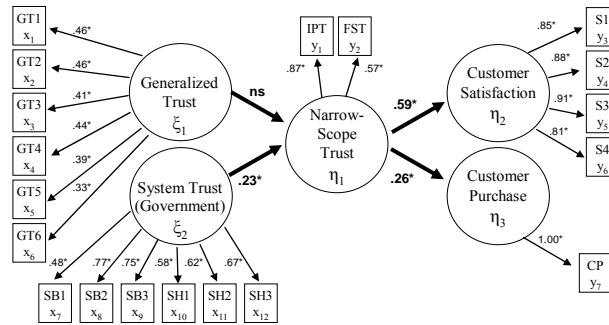 GT1
x1
.46*
GT2
x2
.46*
GT3
x3
.41*
GT4
x4
.44*
GT5
x5
.39*
GT6
x6
.33*
Generalized
Trust
ξ1
ns
System Trust
(Government)
ξ2
.23*
.48*
.77*
.75*
.58*
.62*
.67*
SB1
x7
SB2
x8
SB3
x9
SH1
x10
SH2
x11
SH3
x12
IPT
y1
FST
y2
.87*
.57*
Narrow-
Scope
Trust
η1
.59*
.26*
Customer
Satisfaction
η2
.85*
.88*
.91*
.81*
S1
y3
S2
y4
S3
y5
S4
y6
Customer
Purchase
η3
1.00*
CP
y7